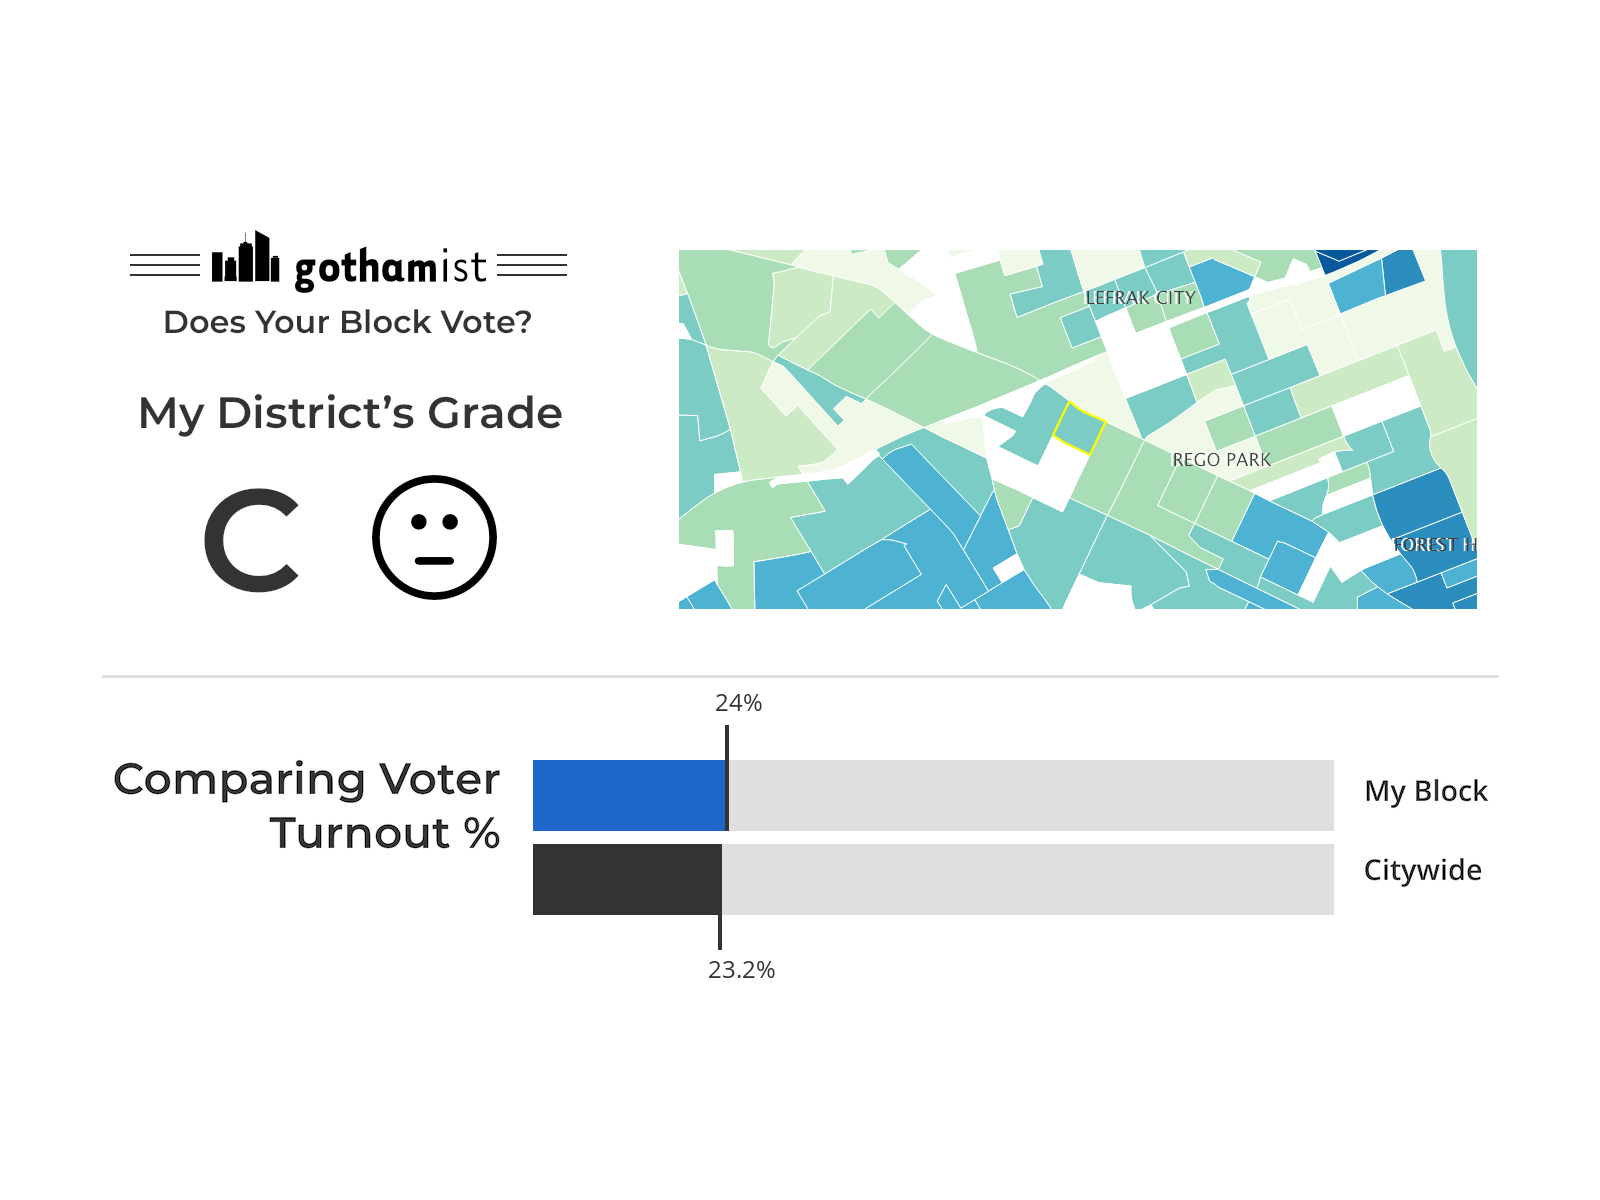 gothamist
Does Your Block Vote?
My District’s Grade
C
LEFRAK CITY
REGO PARK
FOREST H
24%
Comparing Voter
Turnout %
My Block
Citywide
23.2%